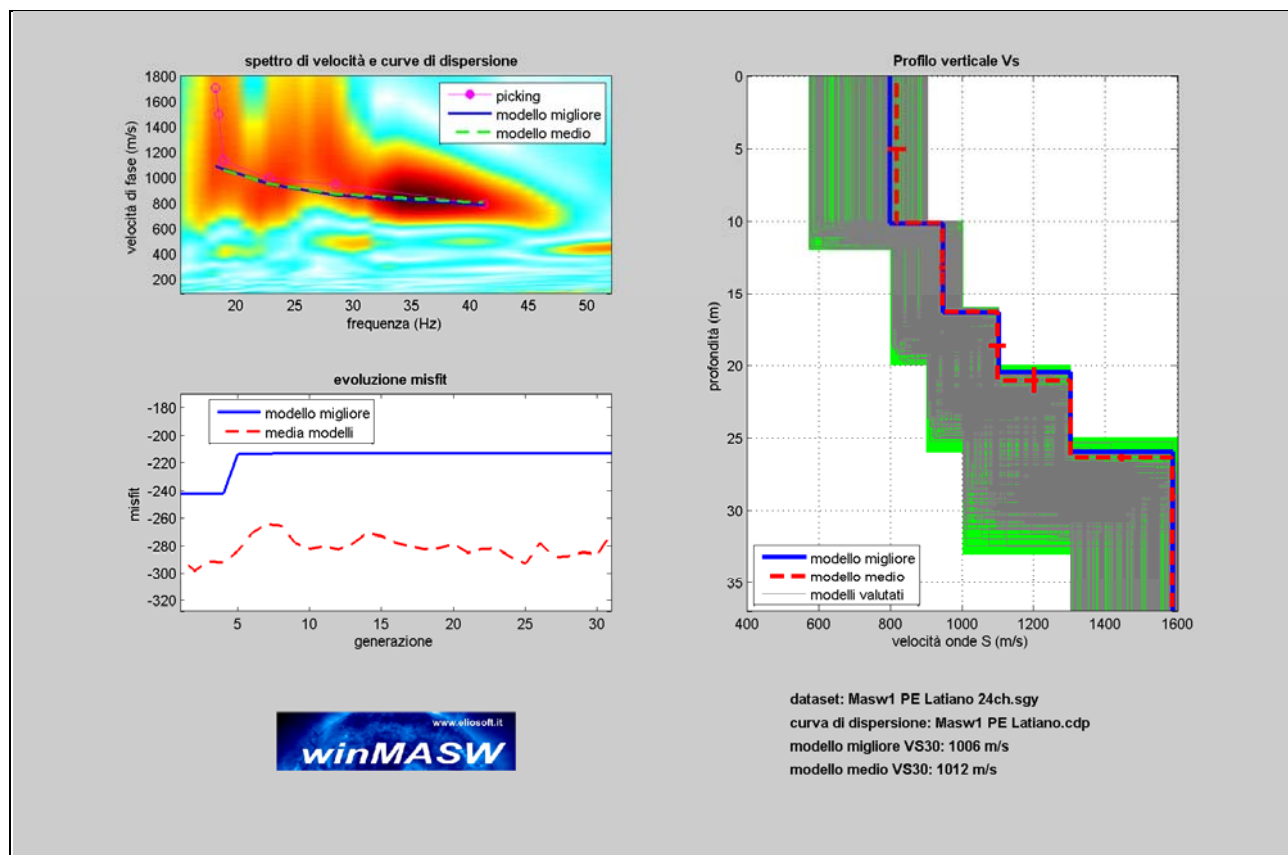 spettro di velocità e curve di dispersione
1800
1600
1400
1200
1000
800
600
400
200
velocità di fase (m/s)
picking
modello migliore
modello medio
20
25
30
35
40
45
50
frequenza (Hz)
evoluzione misfit
-180
-200
-220
-240
-260
-280
-300
-320
misfit
modello migliore
media modelli
5
10
15
20
25
30
generazione
www.eliosoft.it
winMASW
Profilo verticale Vs
0
5
10
15
20
25
30
35
profondità (m)
modello migliore
modello medio
modelli valutati
400
600
800
1000
1200
1400
1600
velocità onde S (m/s)
dataset: Masw1 PE Latiano 24ch.sgy
curva di dispersione: Masw1 PE Latiano.cdp
modello migliore VS30: 1006 m/s
modello medio VS30: 1012 m/s